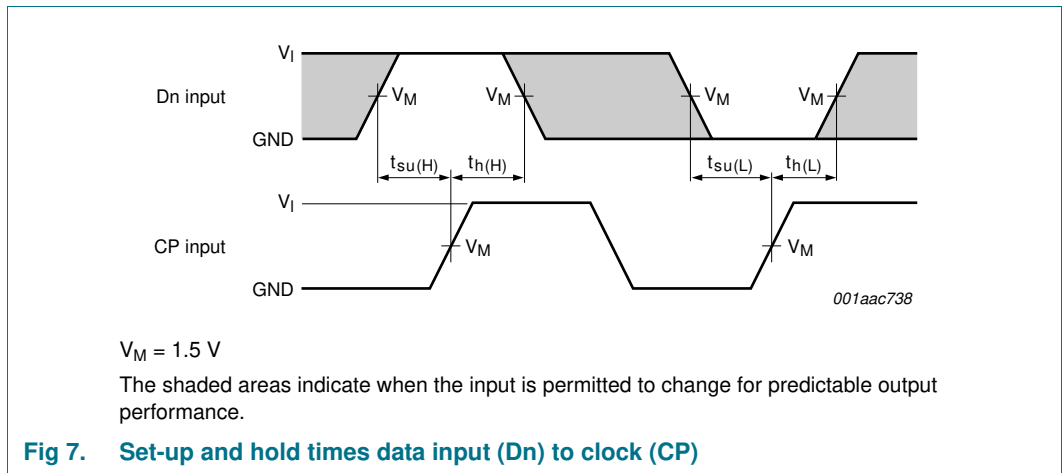 V_I
Dn input
V_M V_M V_M V_M
GND
t_su(H) t_h(H) t_su(L) t_h(L)
V_I
CP input
V_M V_M
GND
001aac738
V_M = 1.5 V
The shaded areas indicate when the input is permitted to change for predictable output
performance.
Fig 7. Set-up and hold times data input (Dn) to clock (CP)